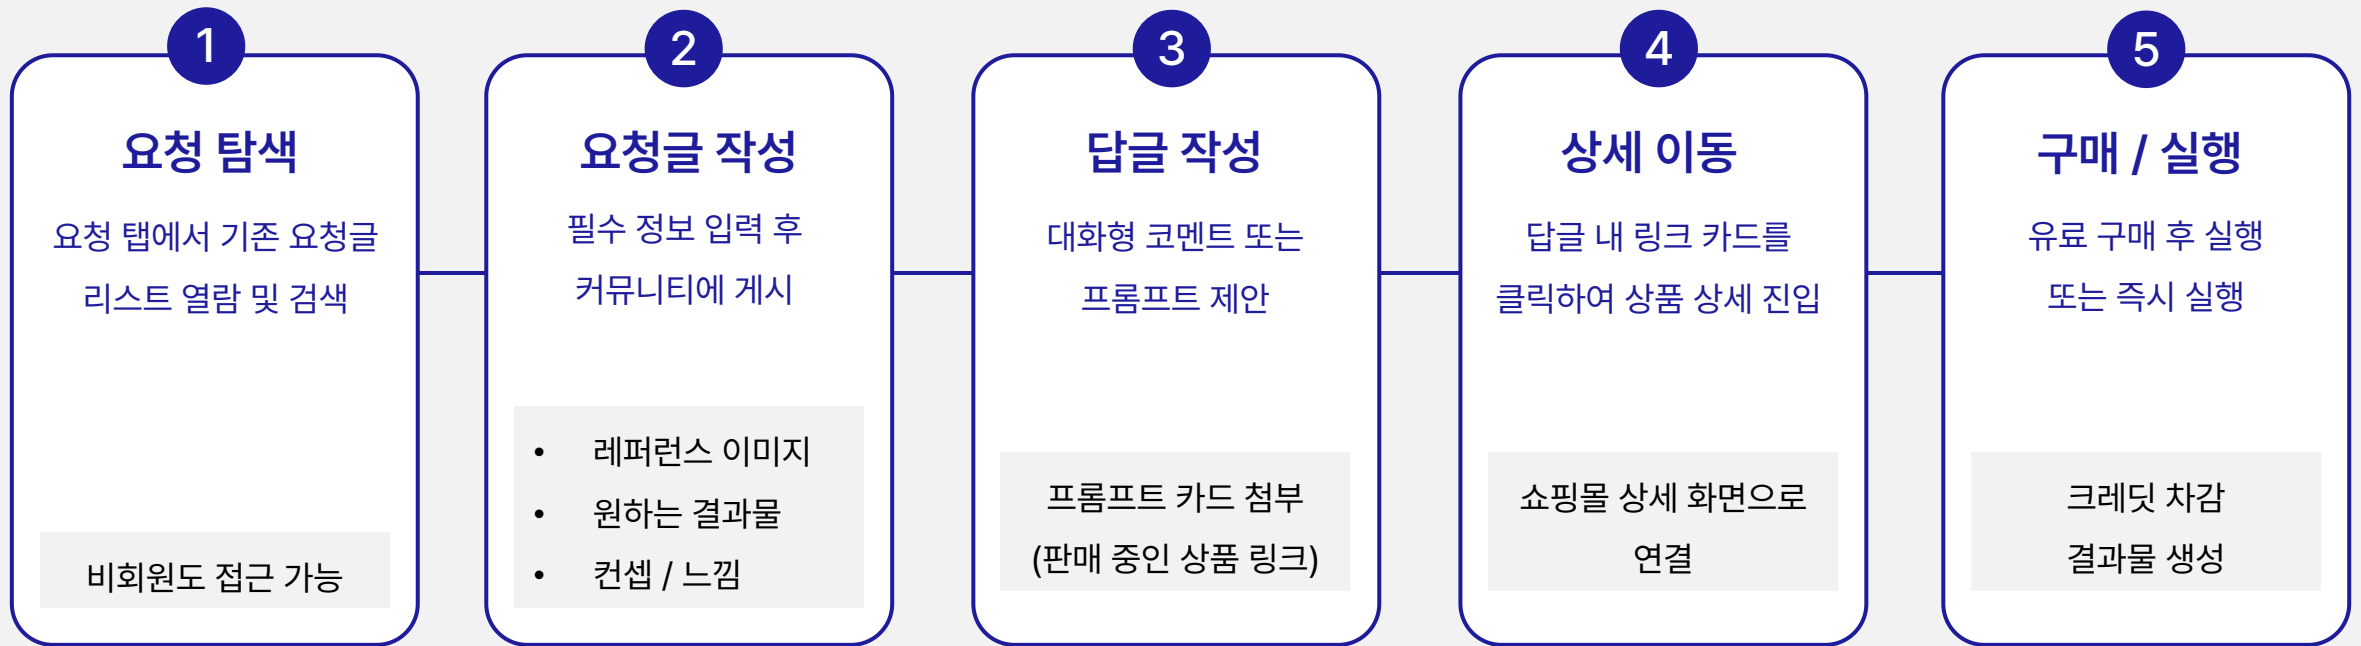 1
요청 탐색
요청 탭에서 기존 요청글
리스트 열람 및 검색
비회원도 접근 가능
2
요청글 작성
필수 정보 입력 후
커뮤니티에 게시
• 레퍼런스 이미지
• 원하는 결과물
• 컨셉 / 느낌
3
답글 작성
대화형 코멘트 또는
프롬프트 제안
프롬프트 카드 첨부
(판매 중인 상품 링크)
4
상세 이동
답글 내 링크 카드를
클릭하여 상품 상세 진입
쇼핑몰 상세 화면으로
연결
5
구매 / 실행
유료 구매 후 실행
또는 즉시 실행
크레딧 차감
결과물 생성